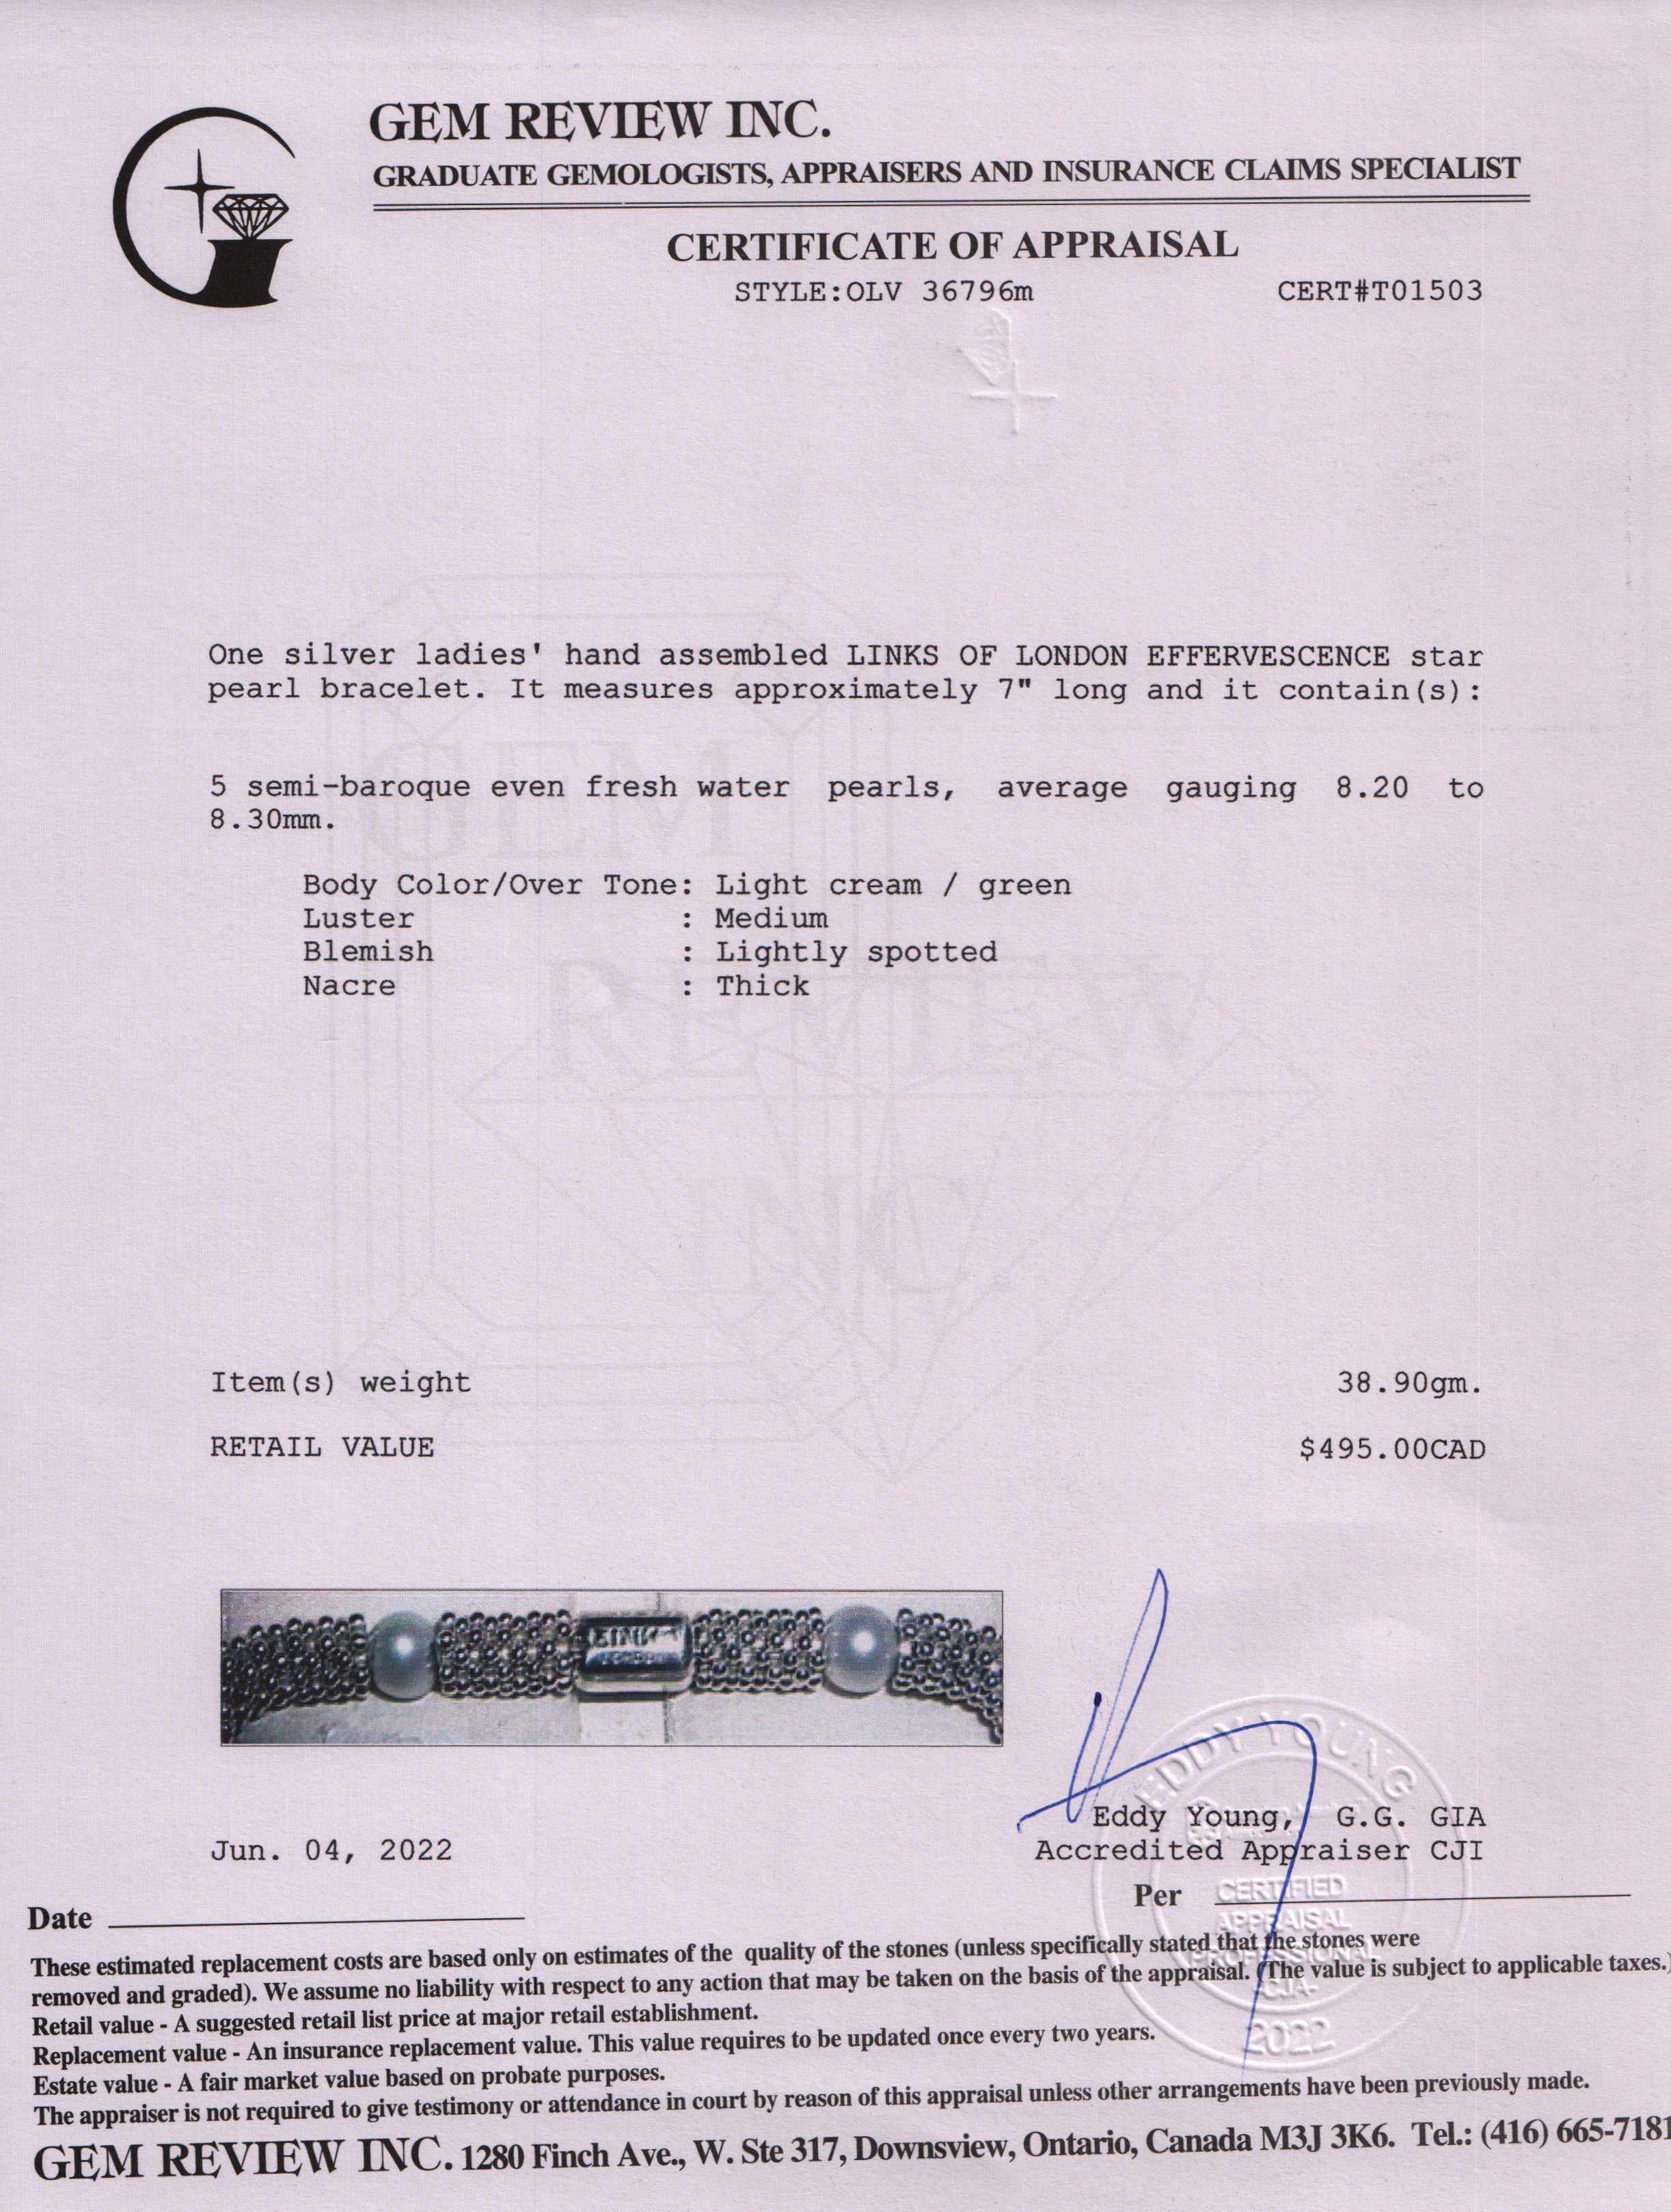 GEM REVIEW INC.
GRADUATE GEMOLOGISTS, APPRAISERS AND INSURANCE CLAIMS SPECIALIST
CERTIFICATE OF APPRAISAL
STYLE:OLV 36796m CERT#T01503
One silver ladies' hand assembled LINKS OF LONDON EFFERVESCENCE star
pearl bracelet. It measures approximately 7" long and it contain(s):
5 semi-baroque even fresh water pearls, average gauging 8.20 to
8.30mm.
Body Color/Over Tone: Light cream / green
Luster : Medium
Blemish : Lightly spotted
Nacre : Thick
GEM
REVIEW
INC
Item(s) weight 38.90gm.
RETAIL VALUE $495.00CAD
LINKS
EDDY YOUNG
Eddy Young, G.G. GIA
Jun. 04, 2022 Accredited Appraiser CJI
Date Per
CERTIFIED
APPRAISAL
PROFESSIONAL
-CJA-
2022
These estimated replacement costs are based only on estimates of the quality of the stones (unless specifically stated that the stones were
removed and graded). We assume no liability with respect to any action that may be taken on the basis of the appraisal. (The value is subject to applicable taxes.)
Retail value - A suggested retail list price at major retail establishment.
Replacement value - An insurance replacement value. This value requires to be updated once every two years.
Estate value - A fair market value based on probate purposes.
The appraiser is not required to give testimony or attendance in court by reason of this appraisal unless other arrangements have been previously made.
GEM REVIEW INC. 1280 Finch Ave., W. Ste 317, Downsview, Ontario, Canada M3J 3K6. Tel.: (416) 665-7181